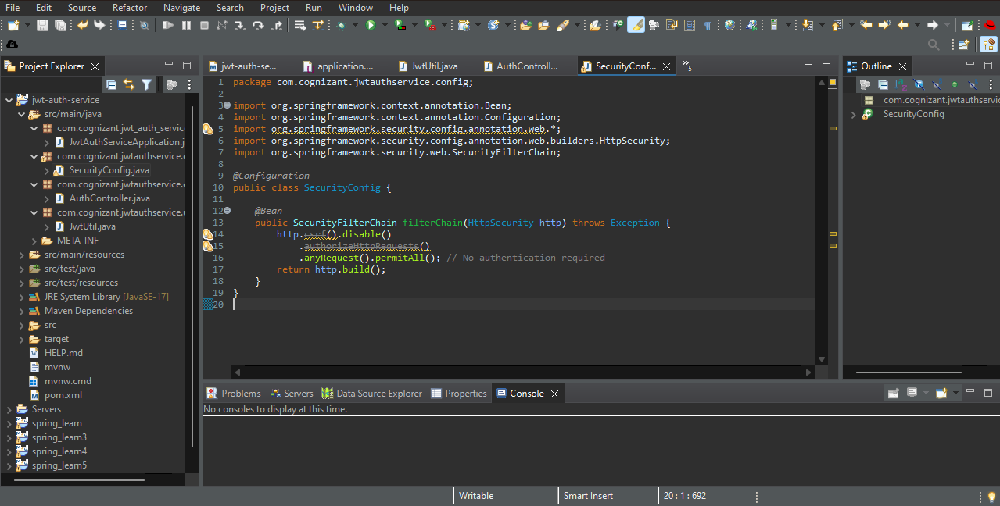 File Edit Source Refactor Navigate Search Project Run Window Help
Project Explorer
jwt-auth-service
src/main/java
com.cognizant.jwt_auth_servic
JwtAuthServiceApplication.j
com.cognizant.jwtauthservice.c
SecurityConfig.java
com.cognizant.jwtauthservice.c
AuthController.java
com.cognizant.jwtauthservice.u
JwtUtil.java
META-INF
src/main/resources
src/test/java
src/test/resources
JRE System Library [JavaSE-17]
Maven Dependencies
src
target
HELP.md
mvnw
mvnw.cmd
pom.xml
Servers
spring_learn
spring_learn3
spring_learn4
spring_learn5
jwt-auth-se... application.... JwtUtil.java AuthControll... SecurityConf... »5
1 package com.cognizant.jwtauthservice.config;
2
3 import org.springframework.context.annotation.Bean;
4 import org.springframework.context.annotation.Configuration;
5 import org.springframework.security.config.annotation.web.*;
6 import org.springframework.security.config.annotation.web.builders.HttpSecurity;
7 import org.springframework.security.web.SecurityFilterChain;
8
9 @Configuration
10 public class SecurityConfig {
11
12 @Bean
13 public SecurityFilterChain filterChain(HttpSecurity http) throws Exception {
14 http.csrf().disable()
15 .authorizeHttpRequests()
16 .anyRequest().permitAll(); // No authentication required
17 return http.build();
18 }
19 }
20
Outline
com.cognizant.jwtauthservic
SecurityConfig
Problems Servers Data Source Explorer Properties Console
No consoles to display at this time.
Writable Smart Insert 20 : 1 : 692